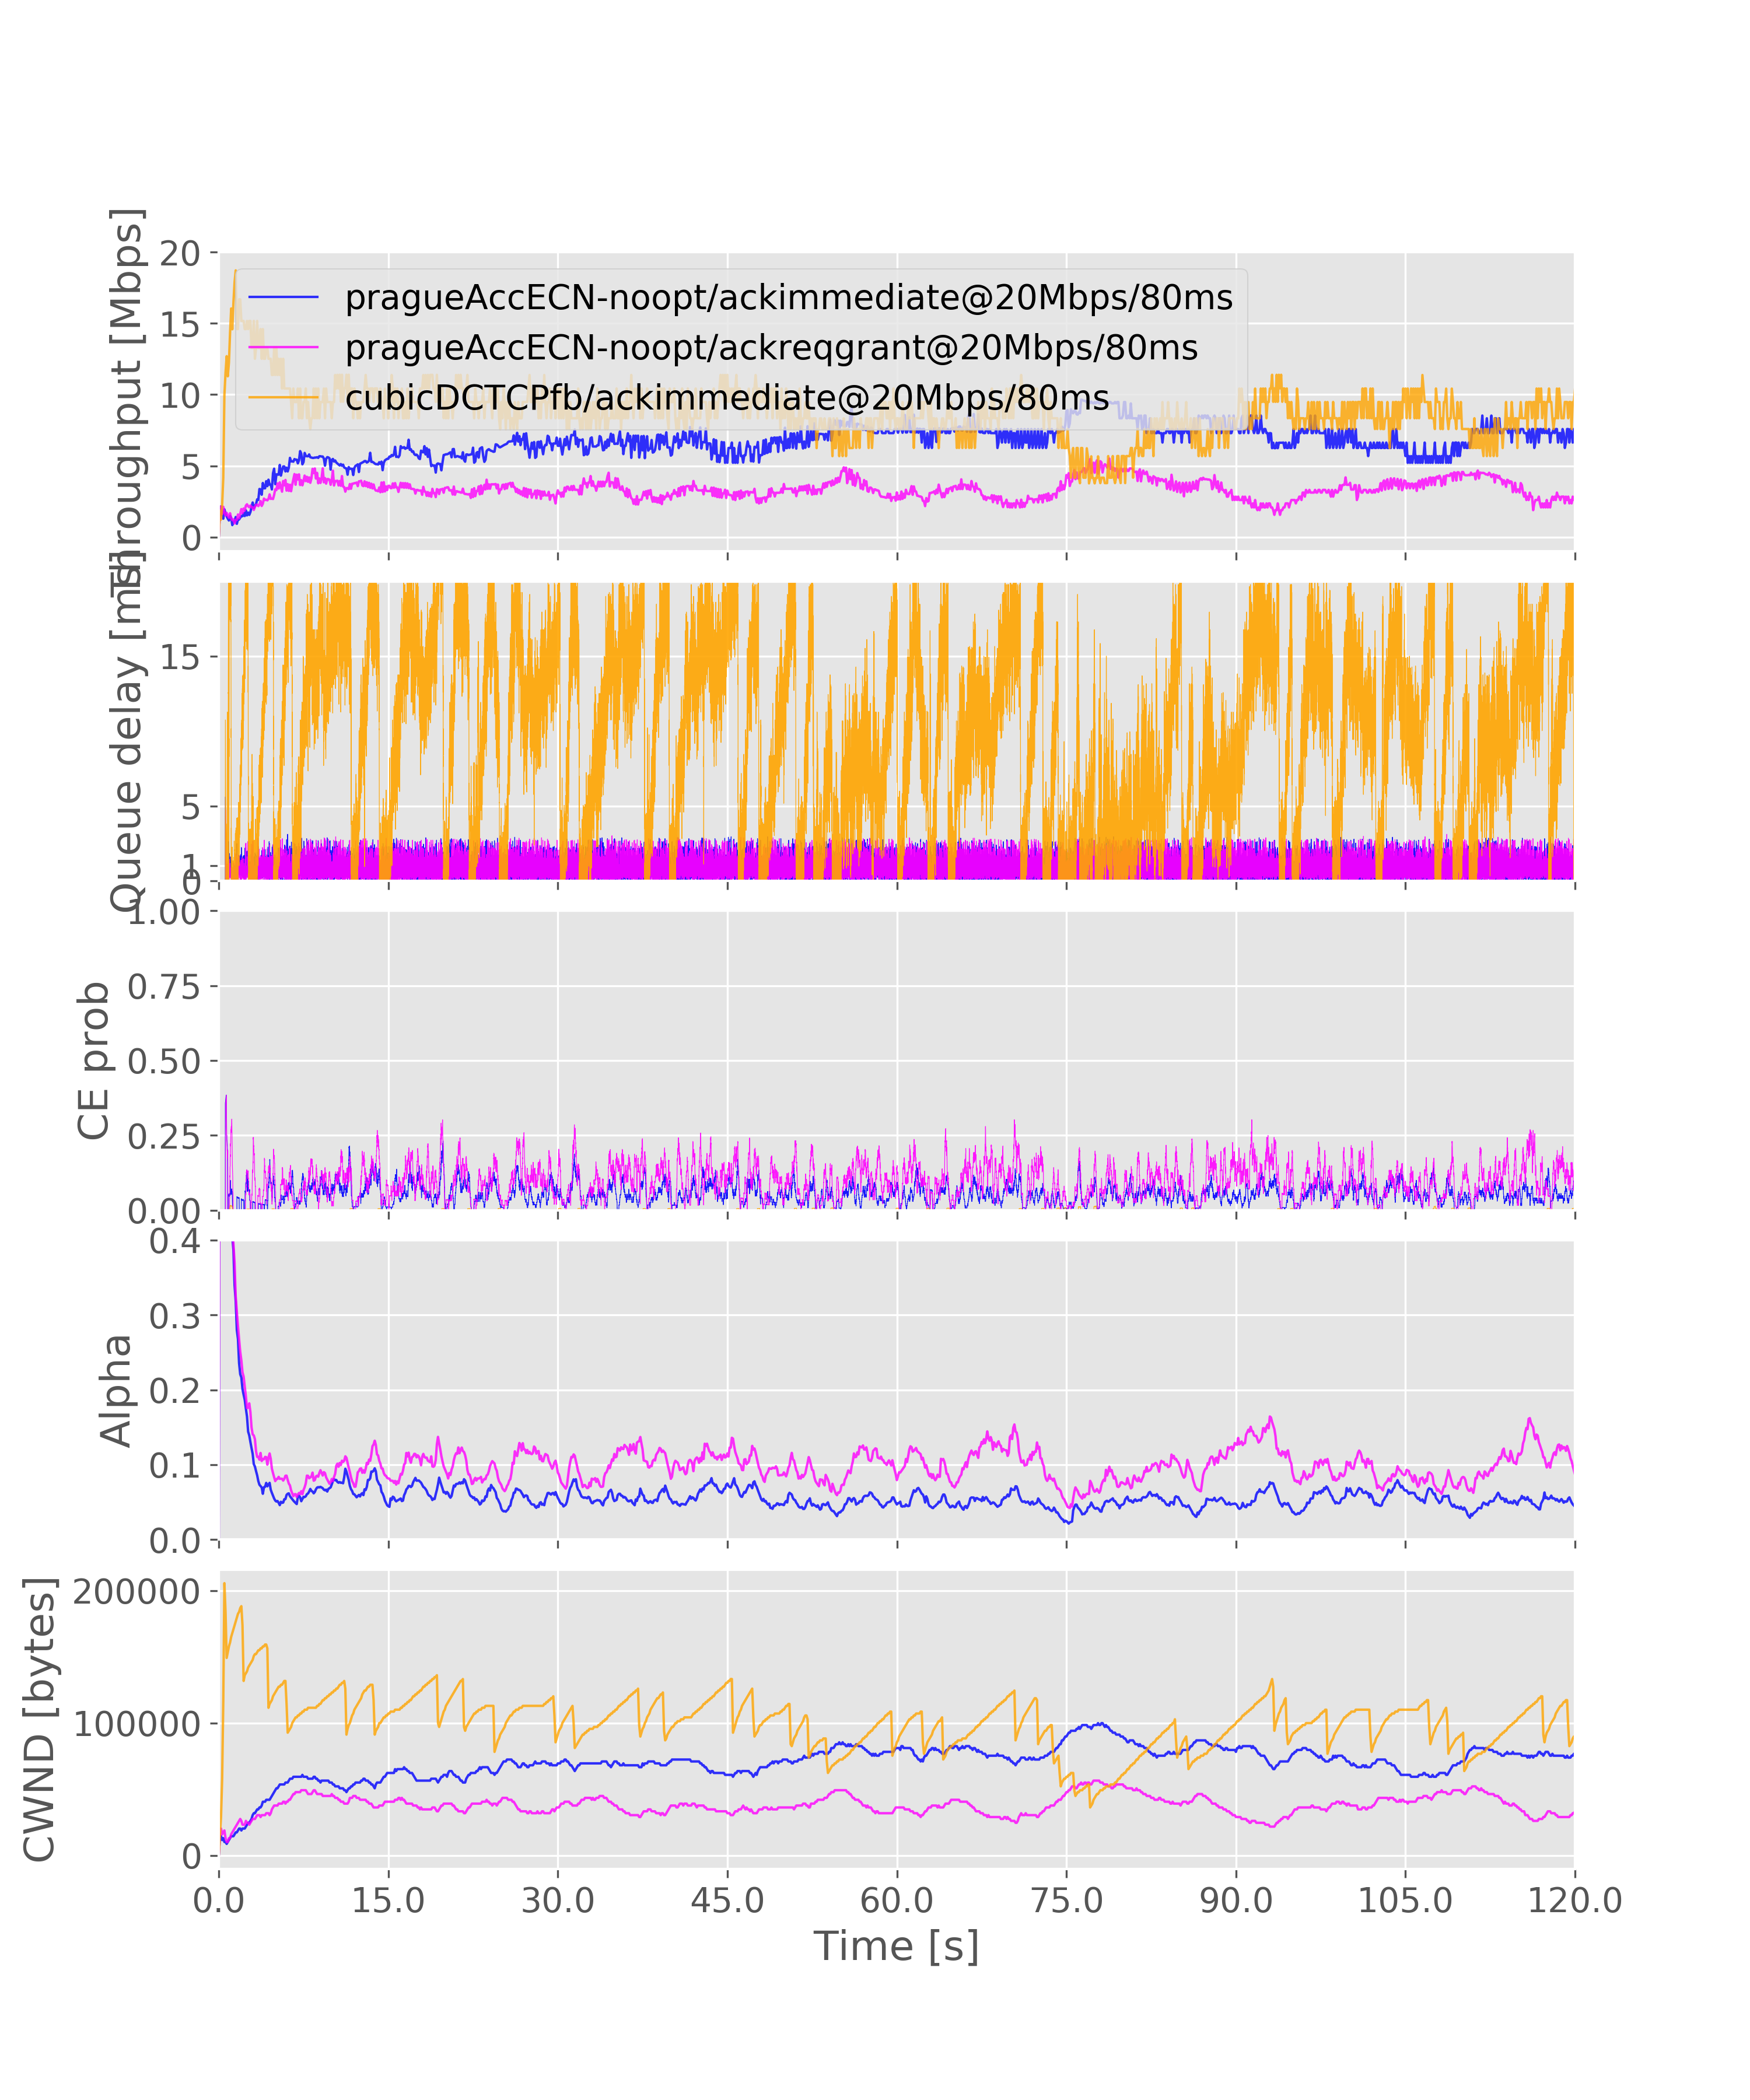 Throughput [Mbps]
20
15
10
5
0
pragueAccECN-noopt/ackimmediate@20Mbps/80ms
pragueAccECN-noopt/ackreqgrant@20Mbps/80ms
cubicDCTCPfb/ackimmediate@20Mbps/80ms
Queue delay [ms]
15
5
1
0
CE prob
1.00
0.75
0.50
0.25
0.00
Alpha
0.4
0.3
0.2
0.1
0.0
CWND [bytes]
200000
100000
0
0.0 15.0 30.0 45.0 60.0 75.0 90.0 105.0 120.0
Time [s]